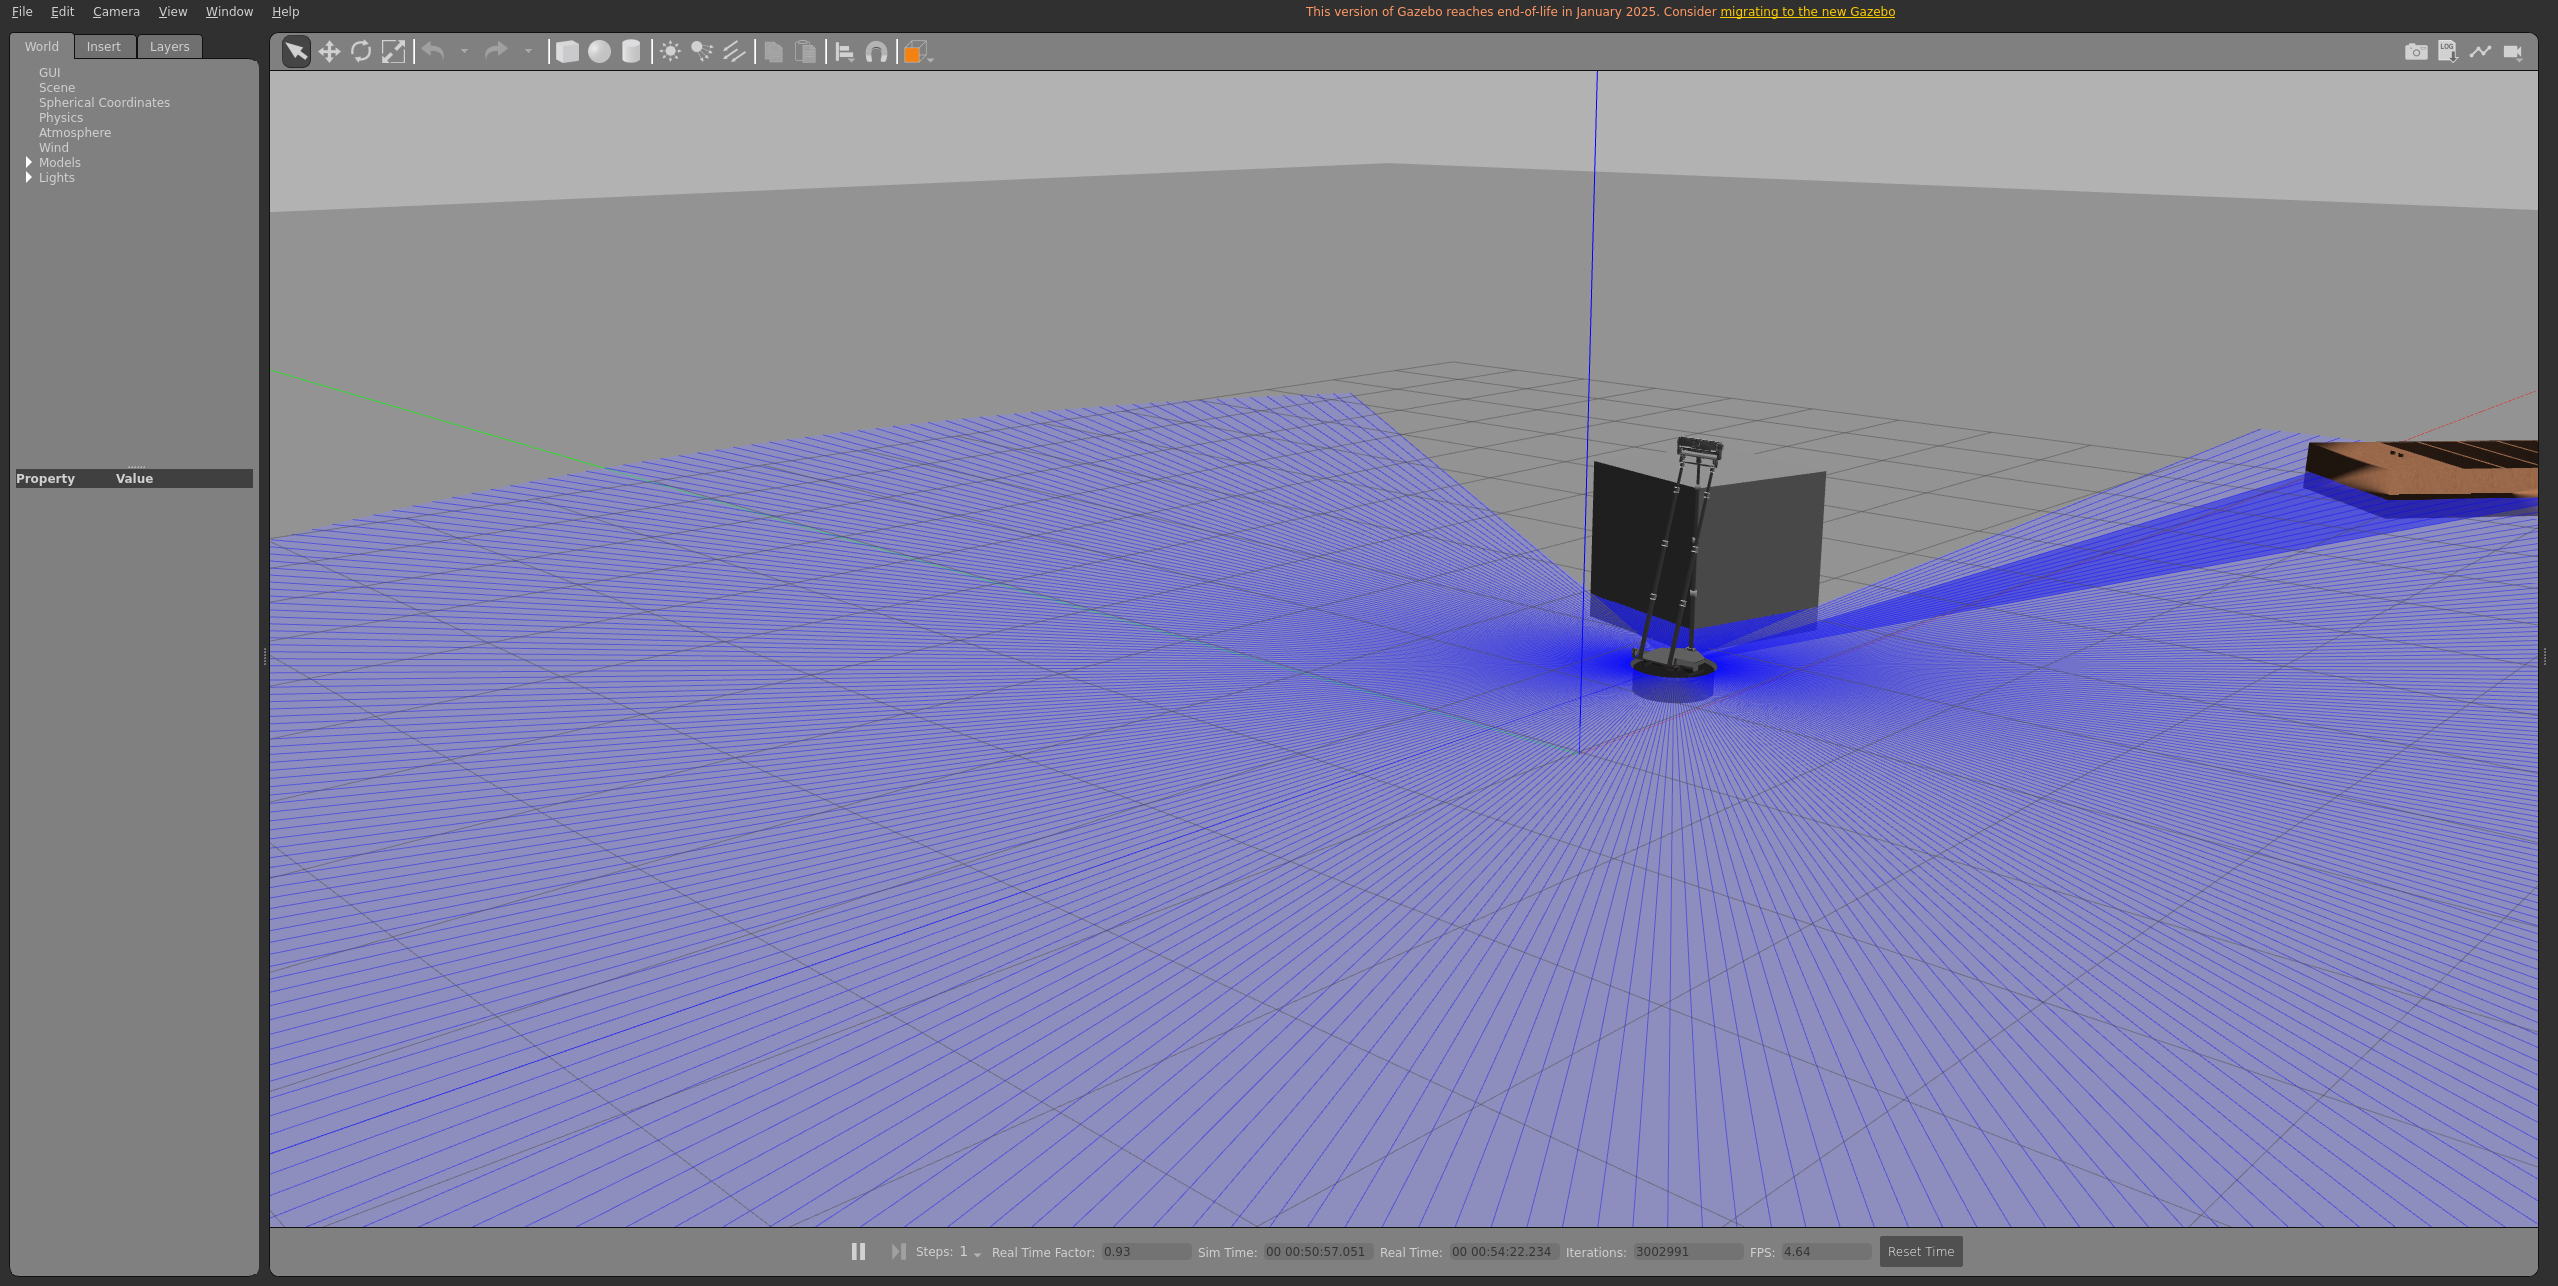 File Edit Camera View Window Help
This version of Gazebo reaches end-of-life in January 2025. Consider migrating to the new Gazebo
World Insert Layers
GUI
Scene
Spherical Coordinates
Physics
Atmosphere
Wind
Models
Lights
Property Value
LOG
Steps: 1 Real Time Factor: 0.93 Sim Time: 00 00:50:57.051 Real Time: 00 00:54:22.234 Iterations: 3002991 FPS: 4.64 Reset Time